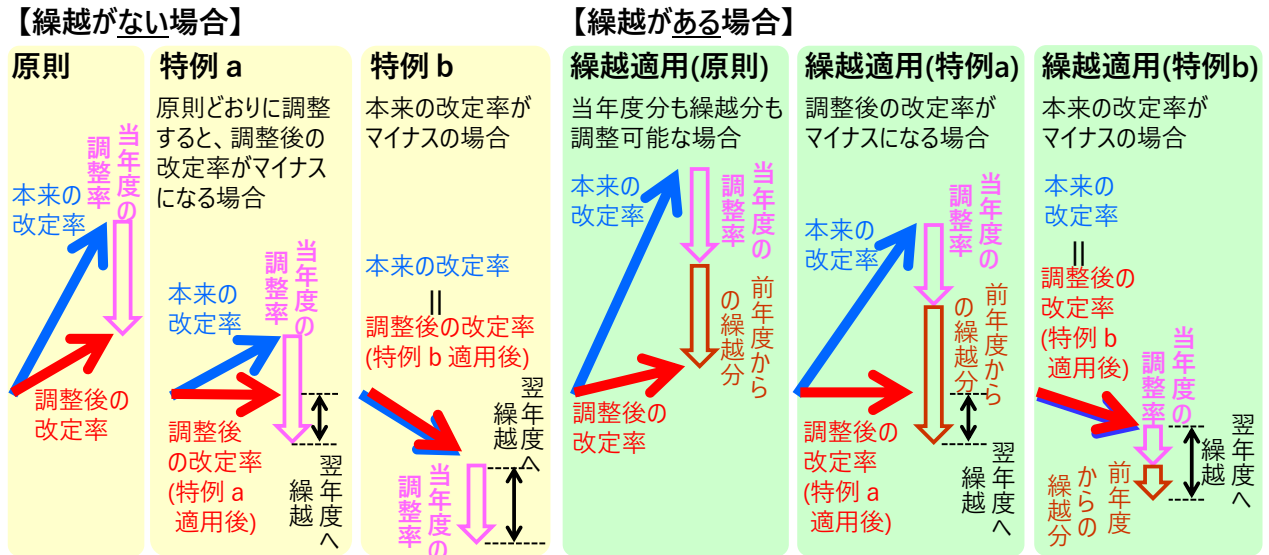 【繰越がない場合】
原則
当年度の
調整率
本来の
改定率
調整後の
改定率
特例 a
原則どおりに調整
すると、調整後の
改定率がマイナス
になる場合
当年度の
調整率
本来の
改定率
調整後
の改定率
(特例 a
適用後)
翌年度へ
繰越
特例 b
本来の改定率が
マイナスの場合
本来の改定率
||
調整後の改定率
(特例 b 適用後)
翌年度へ
繰越
当年度の
調整率
【繰越がある場合】
繰越適用(原則)
当年度分も繰越分も
調整可能な場合
本来の
改定率
当年度の
調整率
前年度から
の繰越分
調整後の
改定率
繰越適用(特例a)
調整後の改定率が
マイナスになる場合
当年度の
調整率
本来の
改定率
前年度から
の繰越分
調整後の
改定率
(特例 a
適用後)
翌年度へ
繰越
繰越適用(特例b)
本来の改定率が
マイナスの場合
本来の
改定率
||
調整後の
改定率
(特例 b
適用後)
当年度の
調整率
翌年度へ
繰越
前年度
からの
繰越分